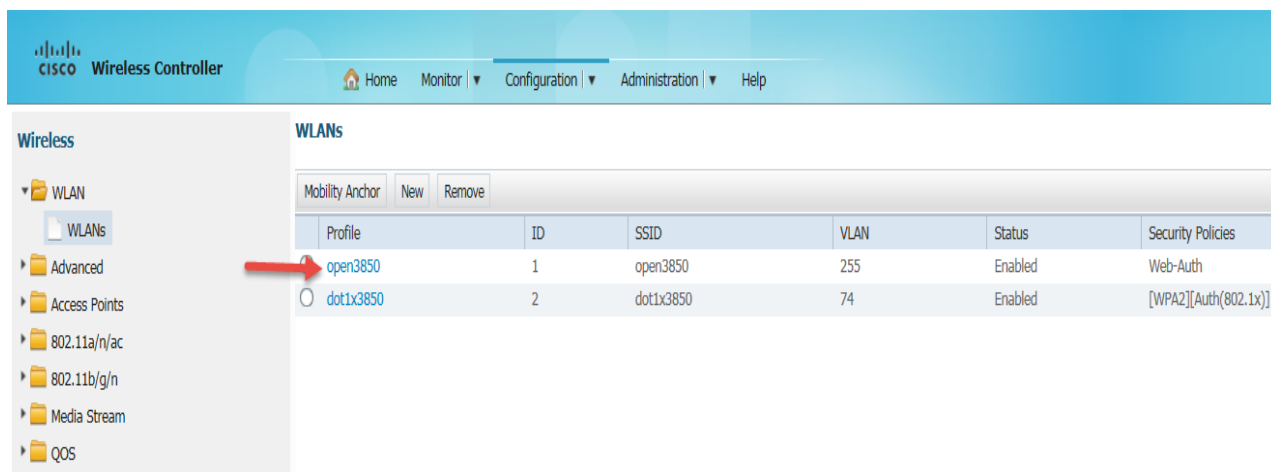 CISCO Wireless Controller
Home Monitor Configuration Administration Help
Wireless
WLAN
WLANs
Advanced
Access Points
802.11a/n/ac
802.11b/g/n
Media Stream
QOS
WLANs
Mobility Anchor New Remove
Profile ID SSID VLAN Status Security Policies
open3850 1 open3850 255 Enabled Web-Auth
dot1x3850 2 dot1x3850 74 Enabled [WPA2][Auth(802.1x)]